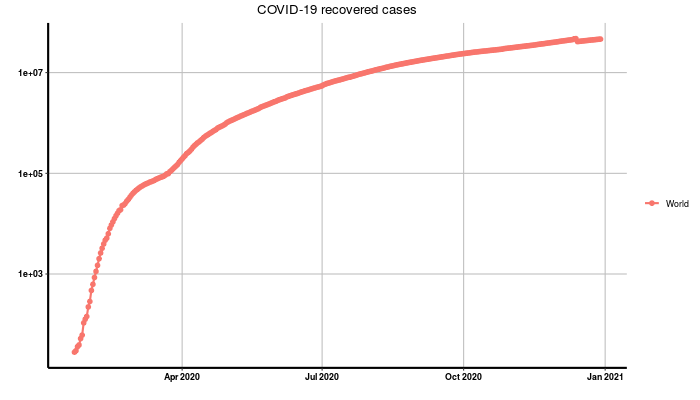 COVID-19 recovered cases
1e+07
1e+05
1e+03
Apr 2020
Jul 2020
Oct 2020
Jan 2021
World